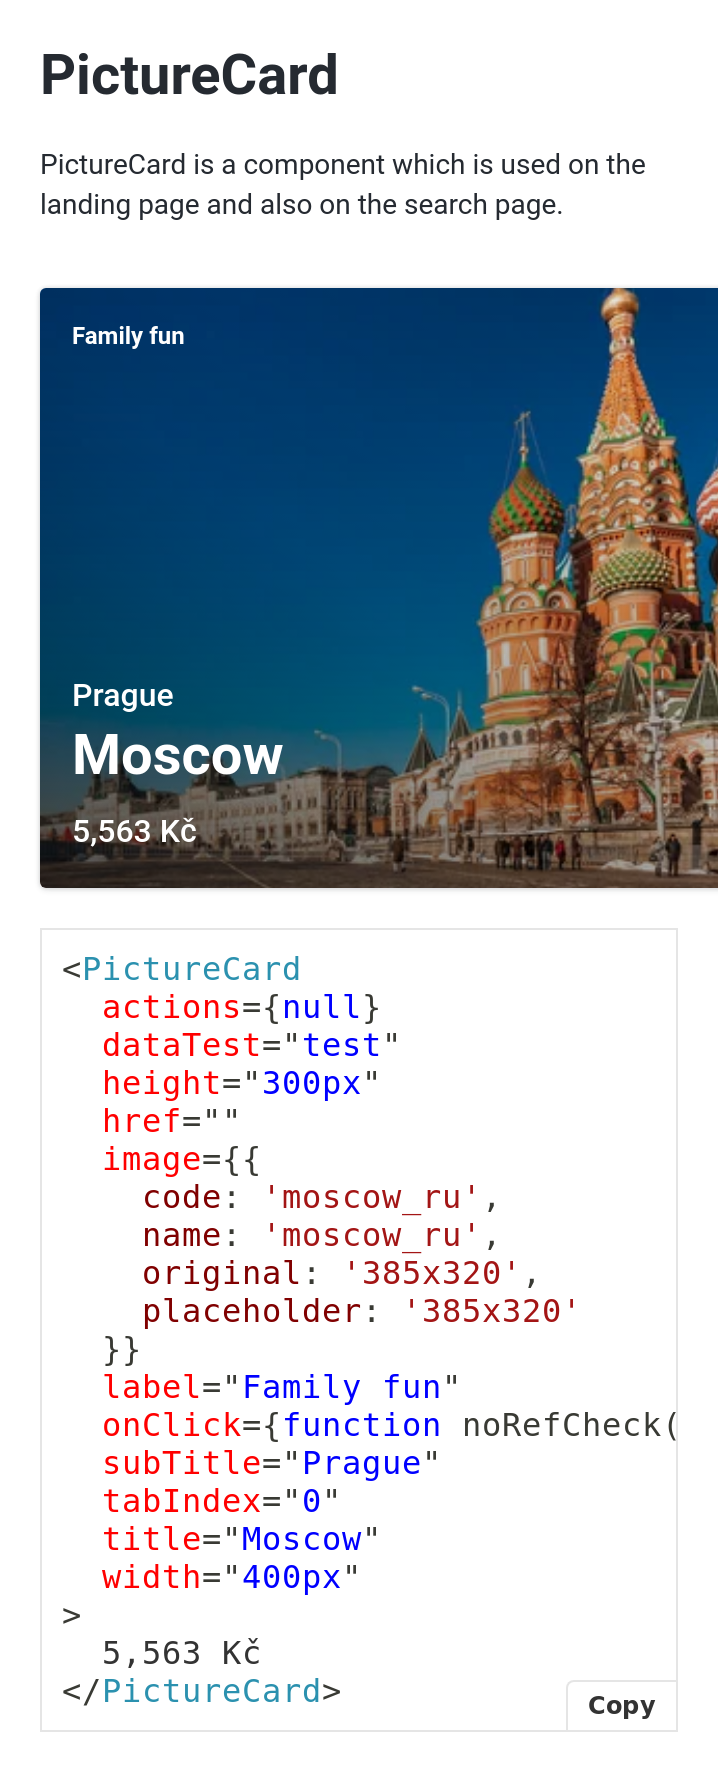 PictureCard
PictureCard is a component which is used on the
landing page and also on the search page.
Family fun
Prague
Moscow
5,563 Kč
<PictureCard
  actions={null}
  dataTest="test"
  height="300px"
  href=""
  image={{
    code: 'moscow_ru',
    name: 'moscow_ru',
    original: '385x320',
    placeholder: '385x320'
  }}
  label="Family fun"
  onClick={function noRefCheck(
  subTitle="Prague"
  tabIndex="0"
  title="Moscow"
  width="400px"
>
  5,563 Kč
</PictureCard>
Copy